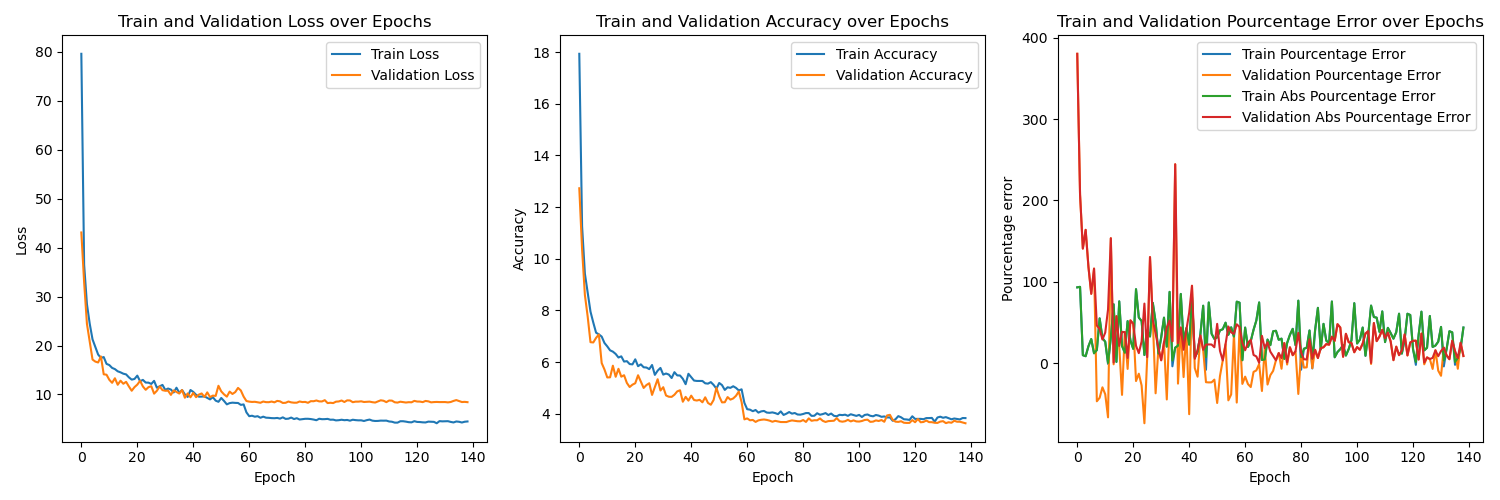 Train and Validation Loss over Epochs
Train Loss
Validation Loss
80
70
60
50
40
30
20
10
Loss
0
20
40
60
80
100
120
140
Epoch
Train and Validation Accuracy over Epochs
Train Accuracy
Validation Accuracy
18
16
14
12
10
8
6
4
Accuracy
0
20
40
60
80
100
120
140
Epoch
Train and Validation Pourcentage Error over Epochs
Train Pourcentage Error
Validation Pourcentage Error
Train Abs Pourcentage Error
Validation Abs Pourcentage Error
400
300
200
100
0
Pourcentage error
0
20
40
60
80
100
120
140
Epoch